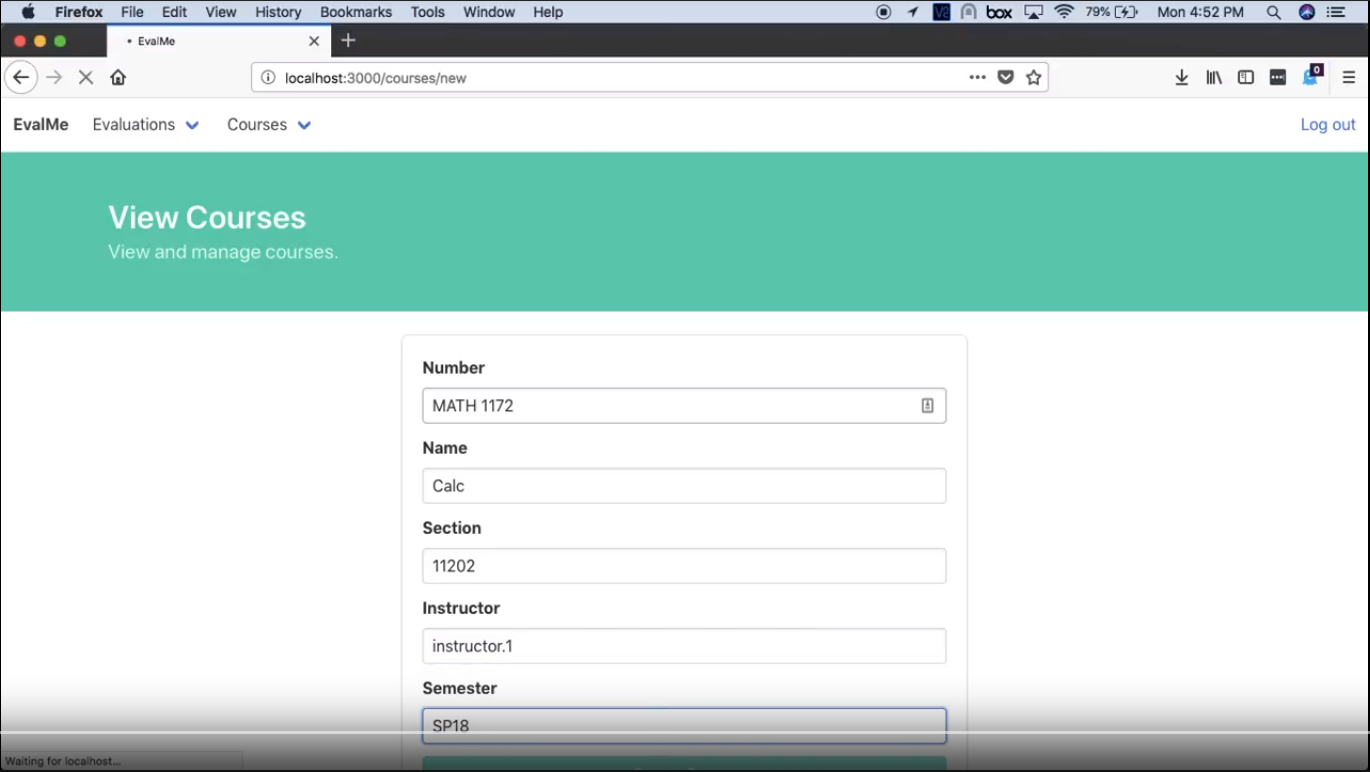 Firefox File Edit View History Bookmarks Tools Window Help box 79% Mon 4:52 PM
• EvalMe
localhost:3000/courses/new
0
EvalMe Evaluations Courses Log out
View Courses
View and manage courses.
Number
MATH 1172
Name
Calc
Section
11202
Instructor
instructor.1
Semester
SP18
Waiting for localhost...